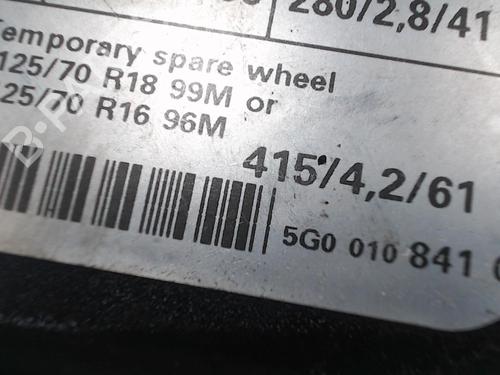 280/2,8/41
Temporary spare wheel
125/70 R18 99M or
25/70 R16 96M
415/4,2/61
5G0 010 841